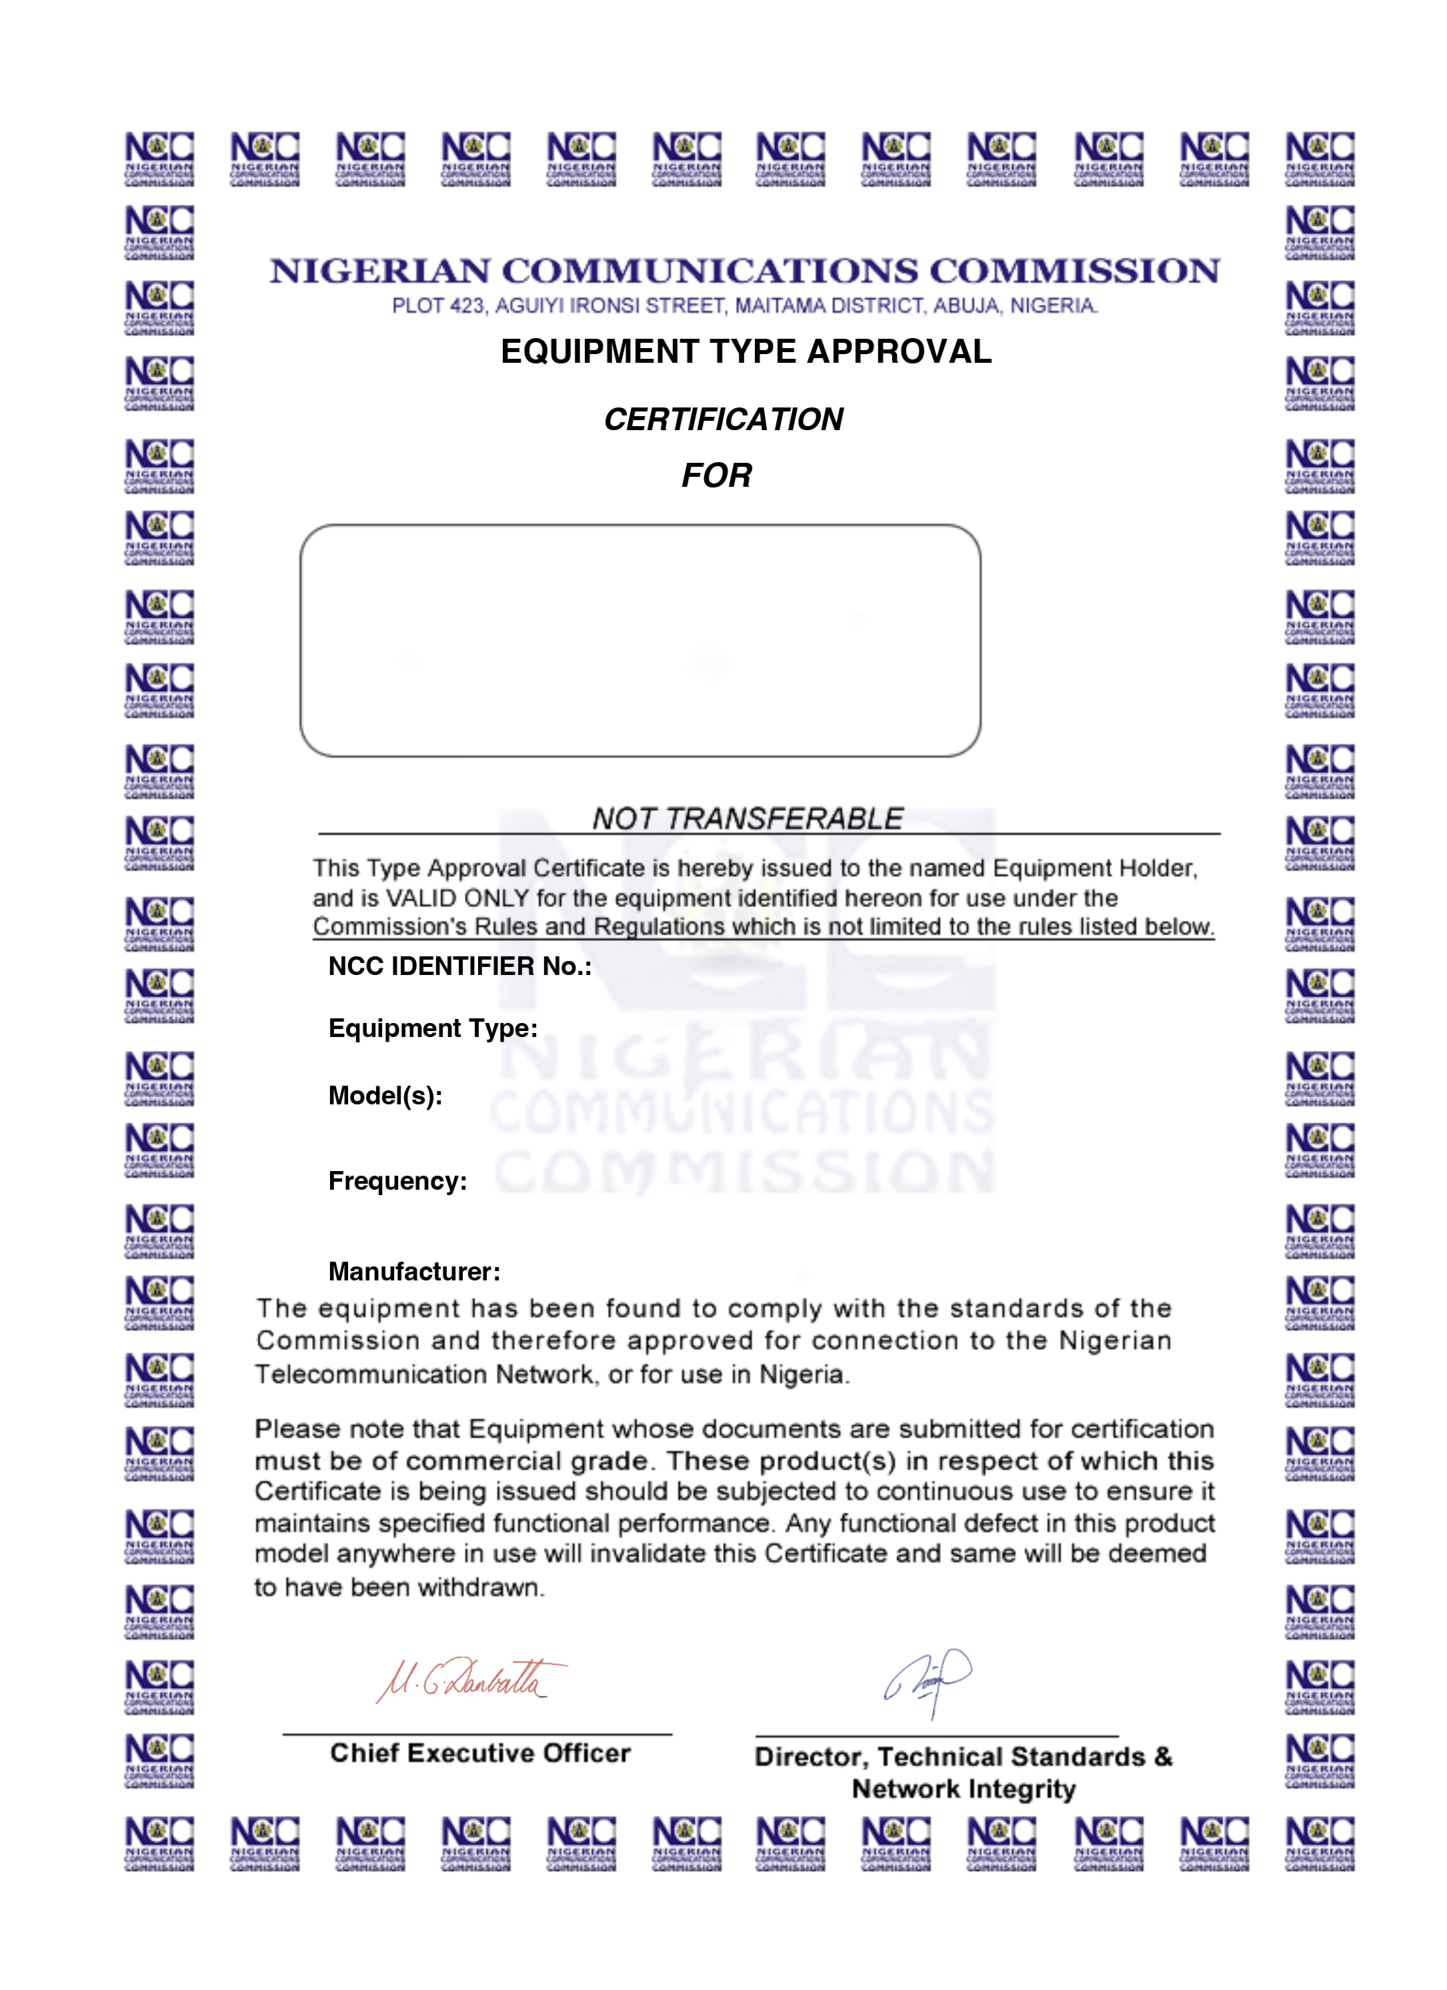 NCC NIGERIAN COMMUNICATIONS COMMISSION
NIGERIAN COMMUNICATIONS COMMISSION
PLOT 423, AGUIYI IRONSI STREET, MAITAMA DISTRICT, ABUJA, NIGERIA.
EQUIPMENT TYPE APPROVAL
CERTIFICATION
FOR
NOT TRANSFERABLE
This Type Approval Certificate is hereby issued to the named Equipment Holder,
and is VALID ONLY for the equipment identified hereon for use under the
Commission's Rules and Regulations which is not limited to the rules listed below.
NCC IDENTIFIER No.:
Equipment Type:
Model(s):
Frequency:
Manufacturer:
NCC
NIGERIAN
COMMUNICATIONS
COMMISSION
The equipment has been found to comply with the standards of the
Commission and therefore approved for connection to the Nigerian
Telecommunication Network, or for use in Nigeria.
Please note that Equipment whose documents are submitted for certification
must be of commercial grade. These product(s) in respect of which this
Certificate is being issued should be subjected to continuous use to ensure it
maintains specified functional performance. Any functional defect in this product
model anywhere in use will invalidate this Certificate and same will be deemed
to have been withdrawn.
M. G. Danbatta
Chief Executive Officer
Director, Technical Standards &
Network Integrity